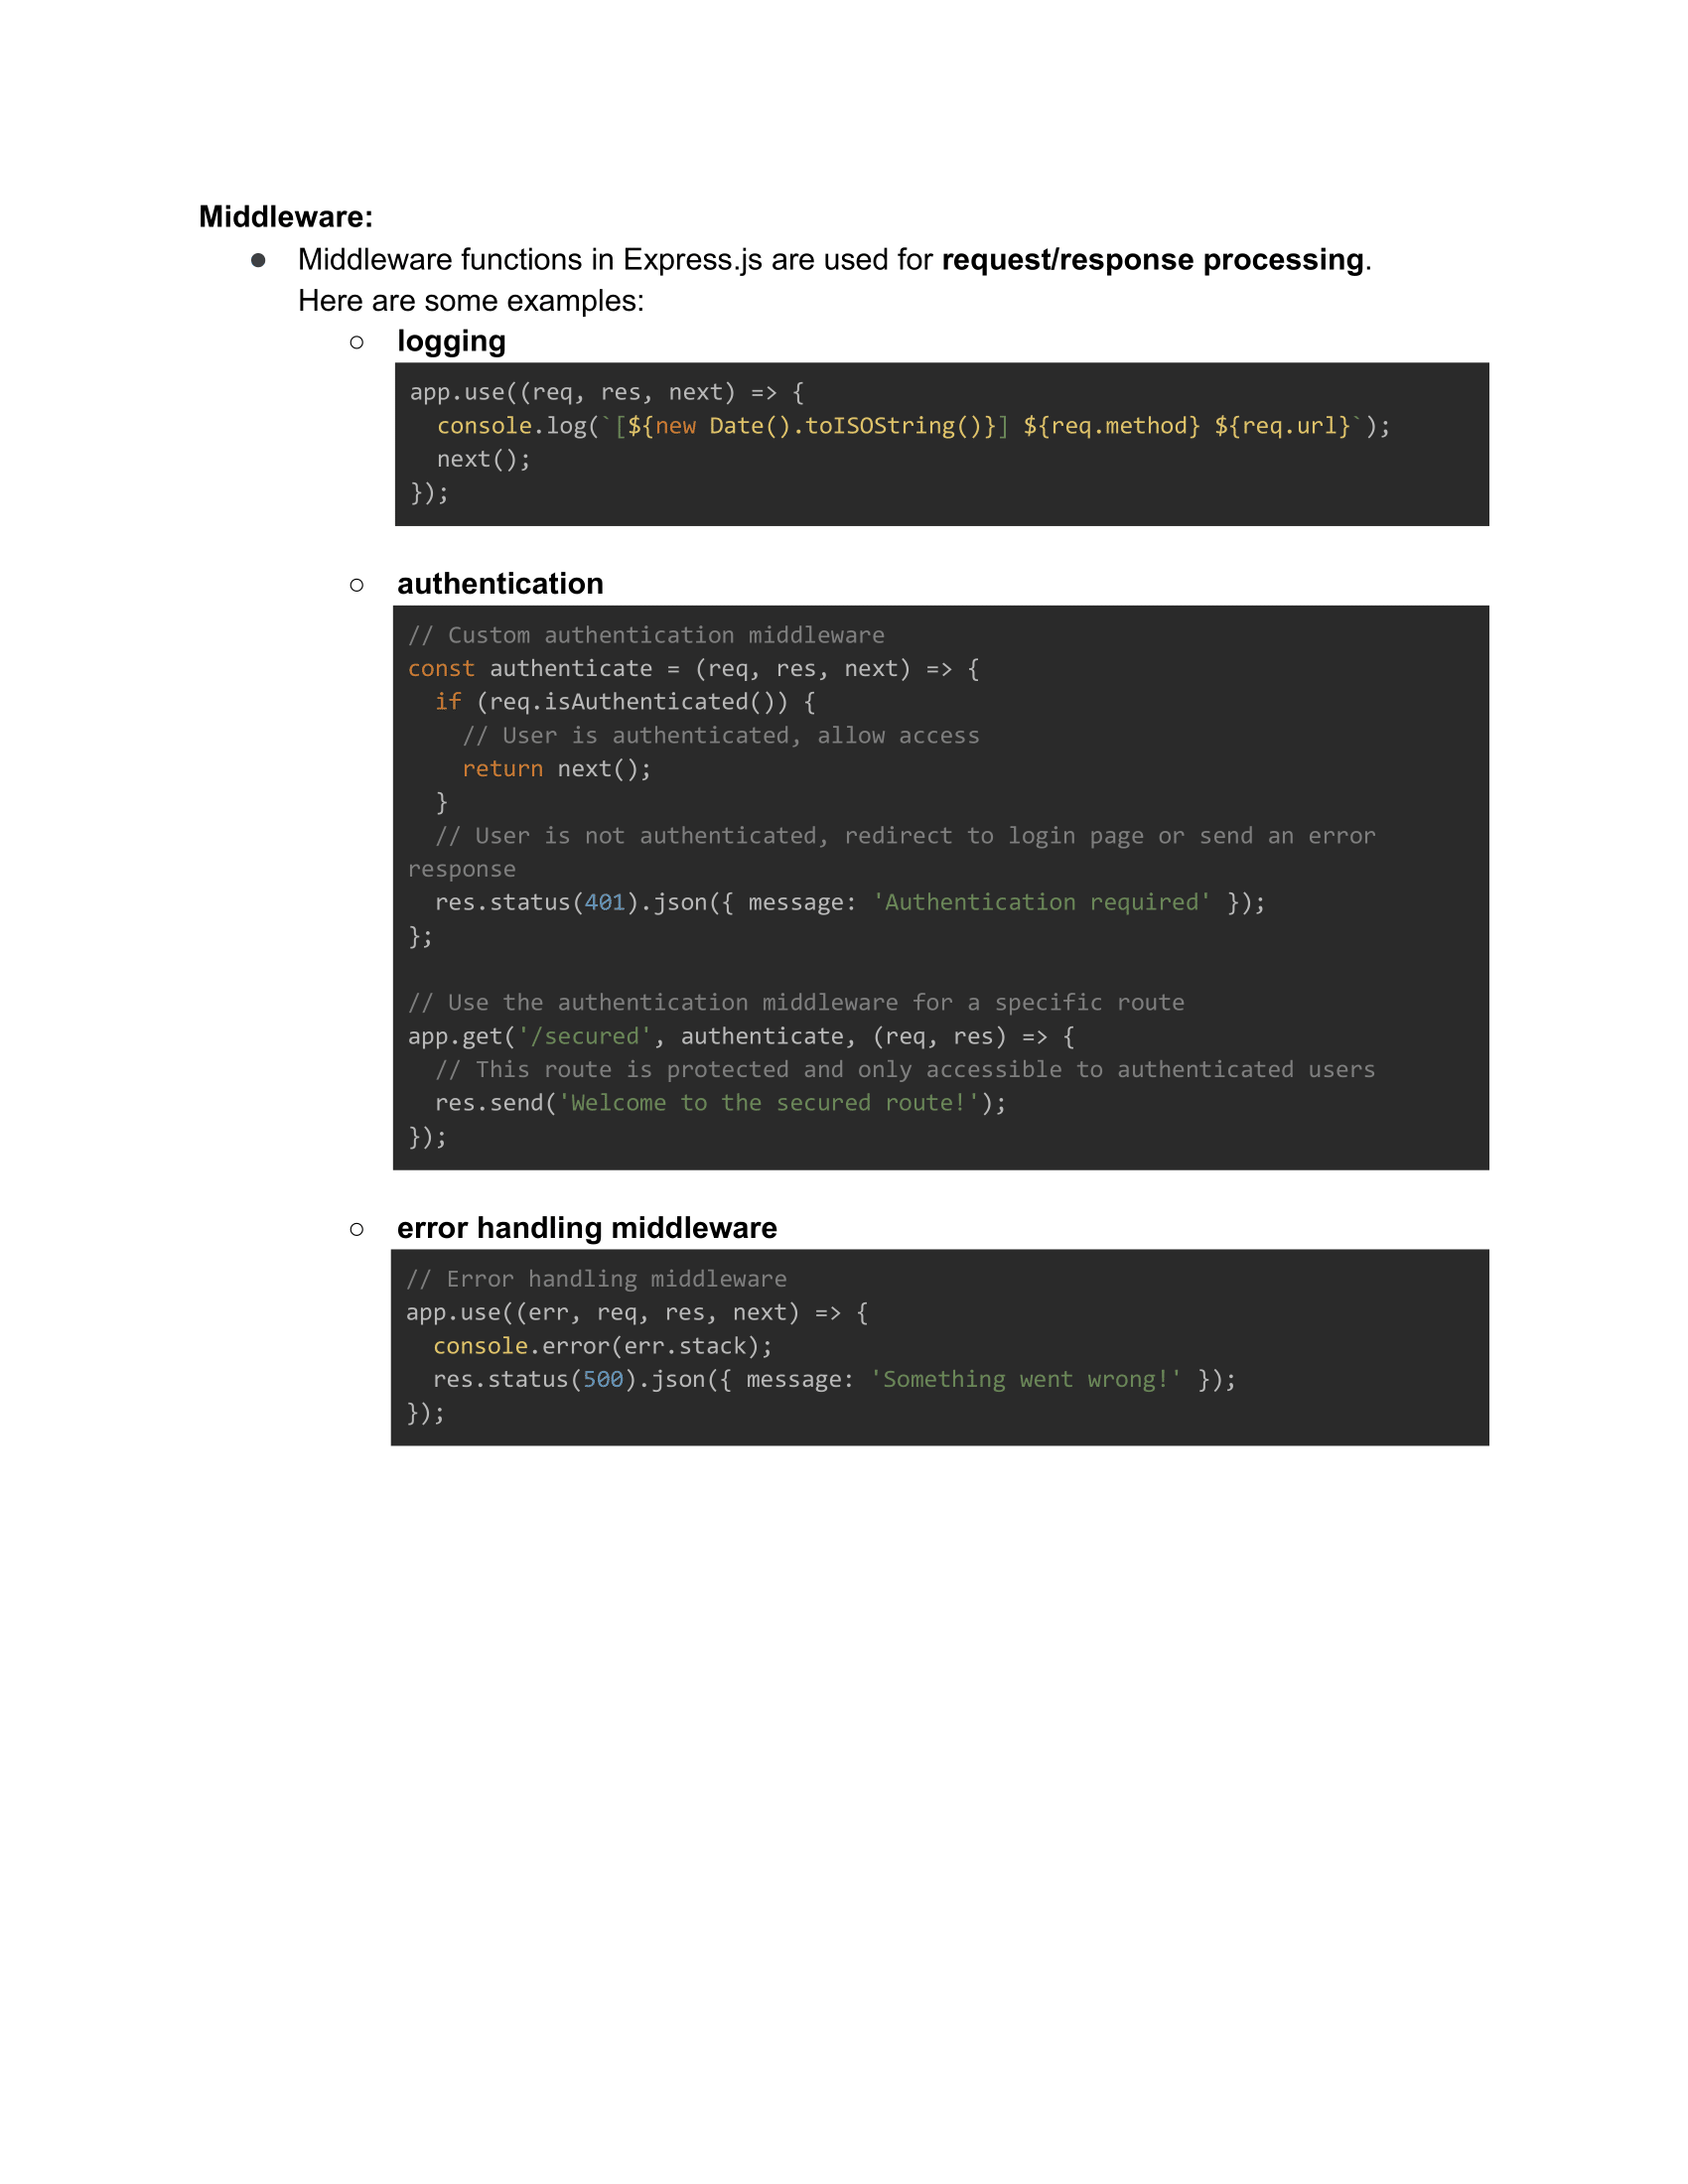 Middleware:
● Middleware functions in Express.js are used for request/response processing.
Here are some examples:
○ logging
app.use((req, res, next) => {
  console.log(`[${new Date().toISOString()}] ${req.method} ${req.url}`);
  next();
});
○ authentication
// Custom authentication middleware
const authenticate = (req, res, next) => {
  if (req.isAuthenticated()) {
    // User is authenticated, allow access
    return next();
  }
  // User is not authenticated, redirect to login page or send an error
response
  res.status(401).json({ message: 'Authentication required' });
};

// Use the authentication middleware for a specific route
app.get('/secured', authenticate, (req, res) => {
  // This route is protected and only accessible to authenticated users
  res.send('Welcome to the secured route!');
});
○ error handling middleware
// Error handling middleware
app.use((err, req, res, next) => {
  console.error(err.stack);
  res.status(500).json({ message: 'Something went wrong!' });
});